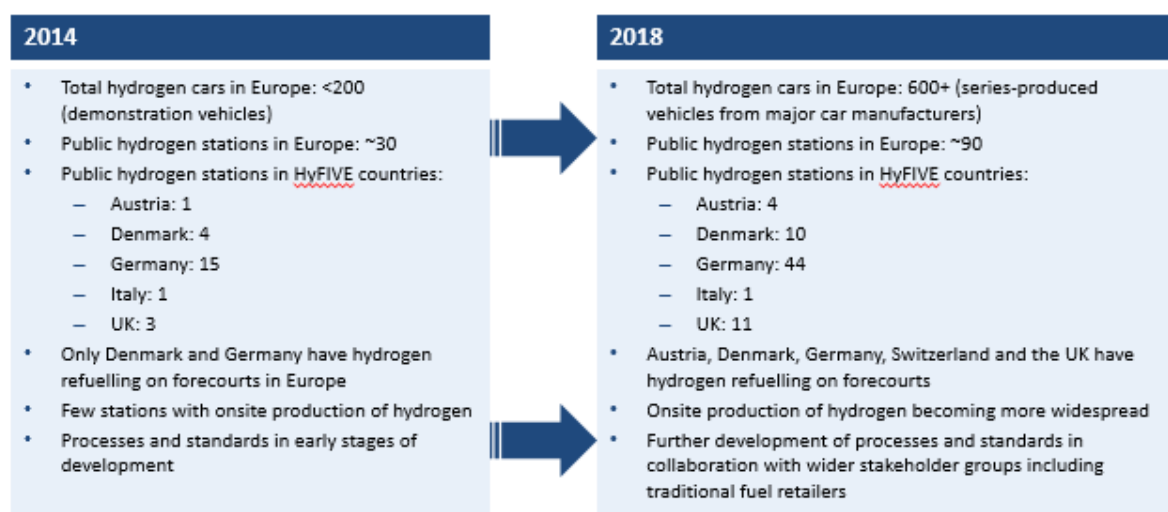 2014
• Total hydrogen cars in Europe: <200
(demonstration vehicles)
• Public hydrogen stations in Europe: ~30
• Public hydrogen stations in HyFIVE countries:
– Austria: 1
– Denmark: 4
– Germany: 15
– Italy: 1
– UK: 3
• Only Denmark and Germany have hydrogen
refuelling on forecourts in Europe
• Few stations with onsite production of hydrogen
• Processes and standards in early stages of
development
2018
• Total hydrogen cars in Europe: 600+ (series-produced
vehicles from major car manufacturers)
• Public hydrogen stations in Europe: ~90
• Public hydrogen stations in HyFIVE countries:
– Austria: 4
– Denmark: 10
– Germany: 44
– Italy: 1
– UK: 11
• Austria, Denmark, Germany, Switzerland and the UK have
hydrogen refuelling on forecourts
• Onsite production of hydrogen becoming more widespread
• Further development of processes and standards in
collaboration with wider stakeholder groups including
traditional fuel retailers